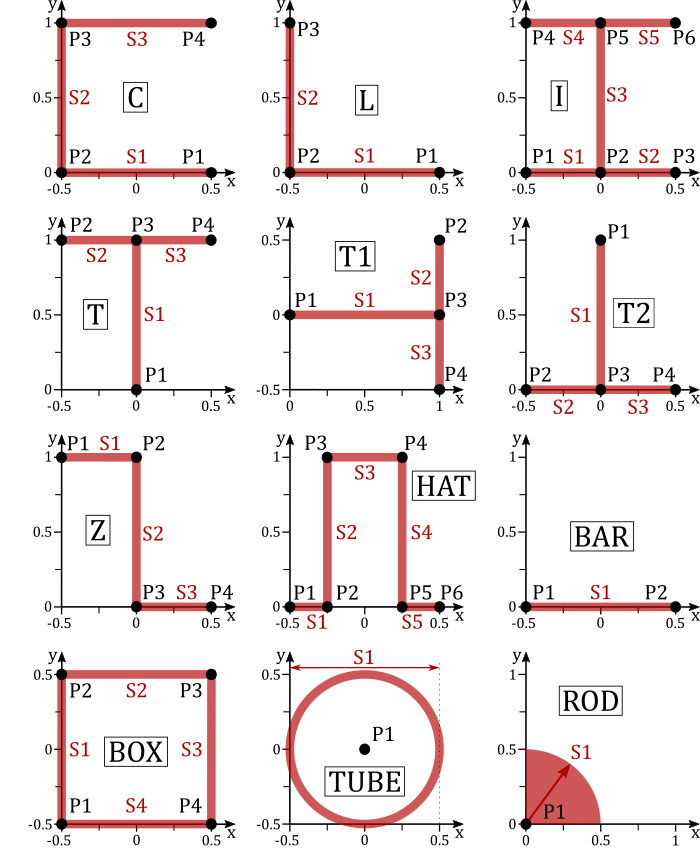 y y y
1 P3 S3 P4 1 P3 1 P4 S4 P5 S5 P6
0.5 S2 C 0.5 S2 L 0.5 I S3
0 P2 S1 P1 0 P2 S1 P1 0 P1 S1 P2 S2 P3
-0.5 0 0.5 x -0.5 0 0.5 x -0.5 0 0.5 x
y P2 P3 P4 y P2 y P1
1 S2 S3 0.5 T1 S2 1
0.5 T S1 0 P1 S1 P3 0.5 S1 T2
0 P1 -0.5 S3 P4 0 P2 P3 P4
-0.5 0 0.5 x 0 0.5 1 x -0.5 S2 0 S3 0.5 x
y P1 S1 P2 y P3 P4 y
1 1 S3 HAT 1
0.5 Z S2 0.5 S2 S4 0.5 BAR
0 P3 S3 P4 0 P1 P2 P5 P6 0 P1 S1 P2
-0.5 0 0.5 x -0.5 S1 0 S5 0.5 x -0.5 0 0.5 x
y y S1 y
0.5 P2 S2 P3 0.5 1 ROD
0 S1 BOX S3 0 P1 0.5 S1
-0.5 P1 S4 P4 -0.5 TUBE 0 P1
-0.5 0 0.5 x -0.5 0 0.5 x 0 0.5 1 x